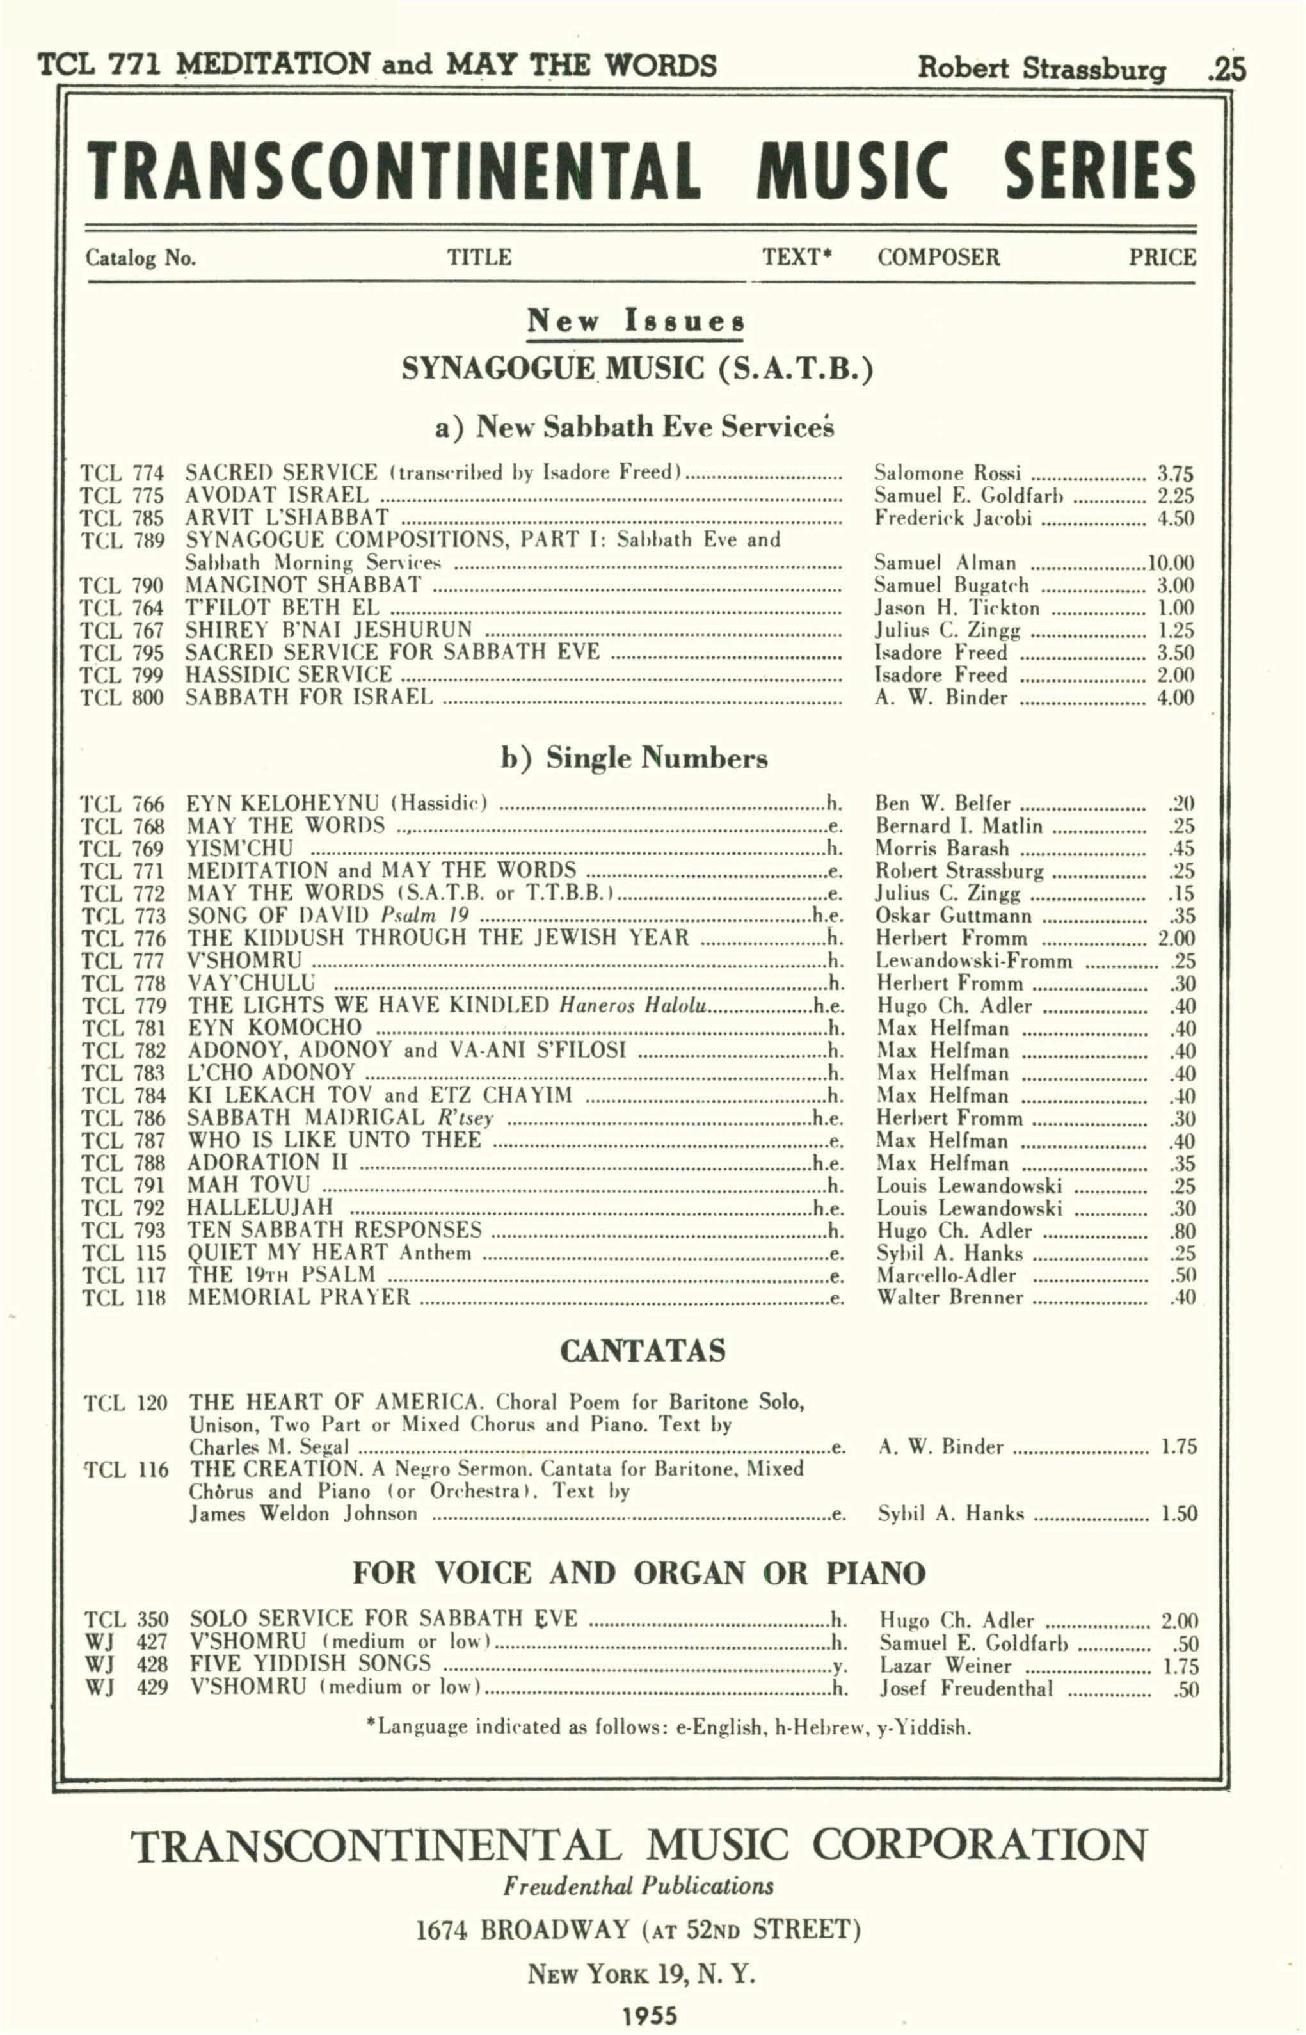 TCL 771 MEDITATION and MAY THE WORDS Robert Strassburg .25
TRANSCONTINENTAL MUSIC SERIES
Catalog No. TITLE TEXT* COMPOSER PRICE
New Issues
SYNAGOGUE MUSIC (S.A.T.B.)
a) New Sabbath Eve Services
TCL 774 SACRED SERVICE (transcribed by Isadore Freed) Salomone Rossi 3.75
TCL 775 AVODAT ISRAEL Samuel E. Goldfarb 2.25
TCL 785 ARVIT L'SHABBAT Frederick Jacobi 4.50
TCL 789 SYNAGOGUE COMPOSITIONS, PART I: Sabbath Eve and
Sabbath Morning Services Samuel Alman 10.00
TCL 790 MANGINOT SHABBAT Samuel Bugatch 3.00
TCL 764 T'FILOT BETH EL Jason H. Tickton 1.00
TCL 767 SHIREY B'NAI JESHURUN Julius C. Zingg 1.25
TCL 795 SACRED SERVICE FOR SABBATH EVE Isadore Freed 3.50
TCL 799 HASSIDIC SERVICE Isadore Freed 2.00
TCL 800 SABBATH FOR ISRAEL A. W. Binder 4.00
b) Single Numbers
TCL 766 EYN KELOHEYNU (Hassidic) h. Ben W. Belfer .20
TCL 768 MAY THE WORDS e. Bernard I. Matlin .25
TCL 769 YISM'CHU h. Morris Barash .45
TCL 771 MEDITATION and MAY THE WORDS e. Robert Strassburg .25
TCL 772 MAY THE WORDS (S.A.T.B. or T.T.B.B.) e. Julius C. Zingg .15
TCL 773 SONG OF DAVID Psalm 19 h.e. Oskar Guttmann .35
TCL 776 THE KIDDUSH THROUGH THE JEWISH YEAR h. Herbert Fromm 2.00
TCL 777 V'SHOMRU h. Lewandowski-Fromm .25
TCL 778 VAY'CHULU h. Herbert Fromm .30
TCL 779 THE LIGHTS WE HAVE KINDLED Haneros Halolu h.e. Hugo Ch. Adler .40
TCL 781 EYN KOMOCHO h. Max Helfman .40
TCL 782 ADONOY, ADONOY and VA-ANI S'FILOSI h. Max Helfman .40
TCL 783 L'CHO ADONOY h. Max Helfman .40
TCL 784 KI LEKACH TOV and ETZ CHAYIM h. Max Helfman .40
TCL 786 SABBATH MADRIGAL R'tsey h.e. Herbert Fromm .30
TCL 787 WHO IS LIKE UNTO THEE e. Max Helfman .40
TCL 788 ADORATION II h.e. Max Helfman .35
TCL 791 MAH TOVU h. Louis Lewandowski .25
TCL 792 HALLELUJAH h.e. Louis Lewandowski .30
TCL 793 TEN SABBATH RESPONSES h. Hugo Ch. Adler .80
TCL 115 QUIET MY HEART Anthem e. Sybil A. Hanks .25
TCL 117 THE 19TH PSALM e. Marcello-Adler .50
TCL 118 MEMORIAL PRAYER e. Walter Brenner .40
CANTATAS
TCL 120 THE HEART OF AMERICA. Choral Poem for Baritone Solo,
Unison, Two Part or Mixed Chorus and Piano. Text by
Charles M. Segal e. A. W. Binder 1.75
TCL 116 THE CREATION. A Negro Sermon. Cantata for Baritone, Mixed
Chorus and Piano (or Orchestra). Text by
James Weldon Johnson e. Sybil A. Hanks 1.50
FOR VOICE AND ORGAN OR PIANO
TCL 350 SOLO SERVICE FOR SABBATH EVE h. Hugo Ch. Adler 2.00
WJ 427 V'SHOMRU (medium or low) h. Samuel E. Goldfarb .50
WJ 428 FIVE YIDDISH SONGS y. Lazar Weiner 1.75
WJ 429 V'SHOMRU (medium or low) h. Josef Freudenthal .50
*Language indicated as follows: e-English, h-Hebrew, y-Yiddish.
TRANSCONTINENTAL MUSIC CORPORATION
Freudenthal Publications
1674 BROADWAY (AT 52ND STREET)
NEW YORK 19, N. Y.
1955